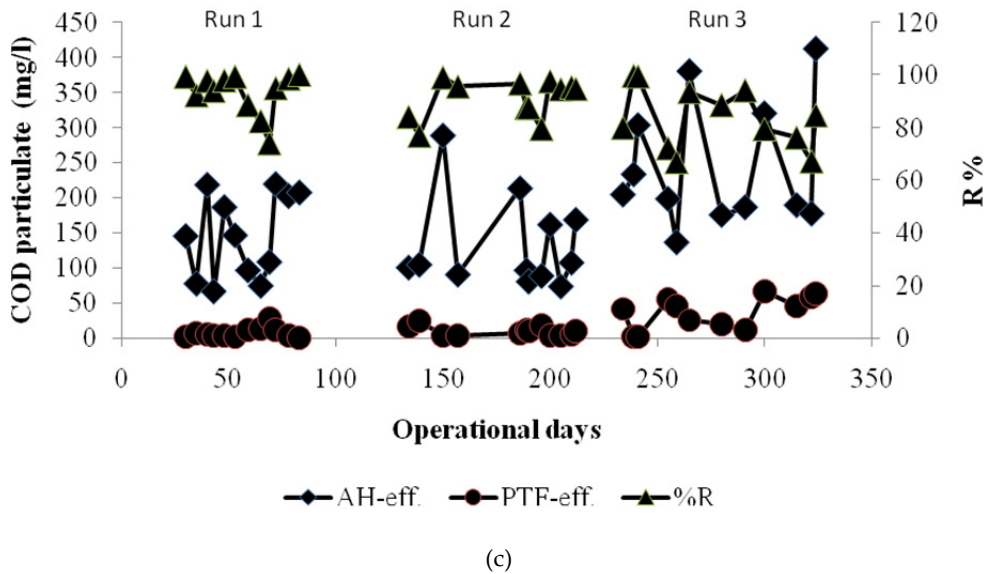 Run 1 Run 2 Run 3
COD particulate (mg/l)
450
400
350
300
250
200
150
100
50
0
120
100
80
60
40
20
0
R %
0 50 100 150 200 250 300 350
Operational days
AH-eff. PTF-eff. %R
(c)